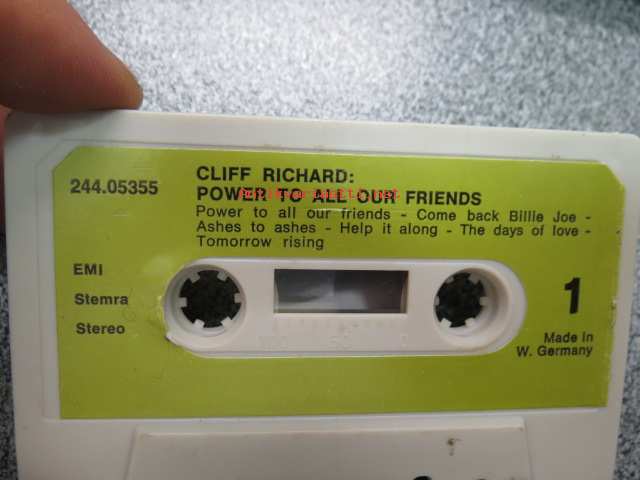 244.05355
CLIFF RICHARD:
POWER TO ALL OUR FRIENDS
Power to all our friends - Come back Billie Joe -
Ashes to ashes - Help it along - The days of love -
Tomorrow rising
EMI
Stemra
Stereo
1
Made in
W. Germany